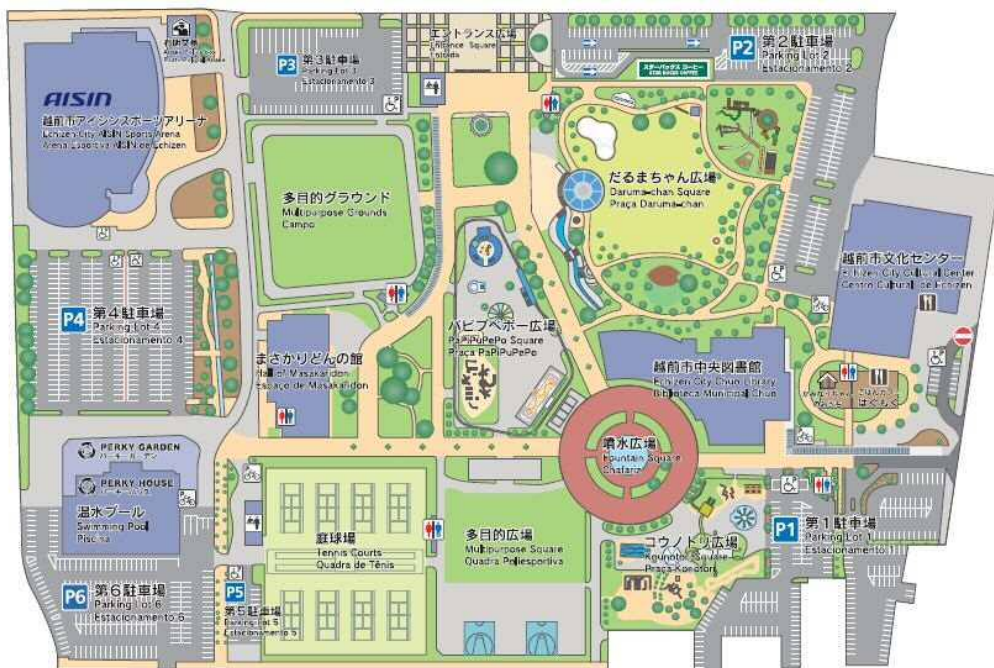 P3
第3駐車場
Parking Lot 3
Estacionamento 3
エントランス広場
Entrance Square
P2
第2駐車場
Parking Lot 2
Estacionamento 2
スターバックス コーヒー
STARBUCKS COFFEE
AISIN
越前市アイシンスポーツアリーナ
Echizen City AISIN Sports Arena
Arena Esportiva AISIN de Echizen
多目的グラウンド
Multipurpose Grounds
Campo
だるまちゃん広場
Daruma-chan Square
Praça Daruma-chan
越前市文化センター
Echizen City Cultural Center
Centro Cultural de Echizen
P4
第4駐車場
Parking Lot 4
Estacionamento 4
まさかりどんの館
Hall of Masakaridon
Espaço de Masakaridon
パピプペポー広場
PaPiPuPePo Square
Praça PaPiPuPePo
越前市中央図書館
Echizen City Chuo Library
Biblioteca Municipal Chuo
PERKY GARDEN
パーキーガーデン
PERKY HOUSE
パーキーハウス
温水プール
Swimming Pool
Piscina
噴水広場
Fountain Square
Chafariz
庭球場
Tennis Courts
Quadra de Tênis
多目的広場
Multipurpose Square
Quadra Poliesportiva
コウノトリ広場
Kounotori Square
Praça Konotori
P1
第1駐車場
Parking Lot 1
Estacionamento
P6
第6駐車場
Parking Lot 6
Estacionamento 6
P5
第5駐車場
Parking Lot 5
Estacionamento 5